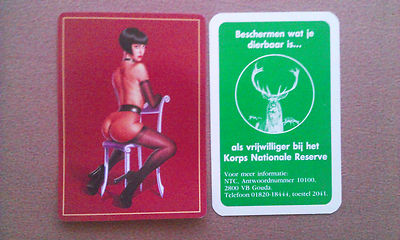 Beschermen wat je
dierbaar is...
als vrijwilliger bij het
Korps Nationale Reserve
Voor meer informatie:
NTC, Antwoordnummer 10100,
2800 VB Gouda.
Telefoon 01820-18444, toestel 2041.